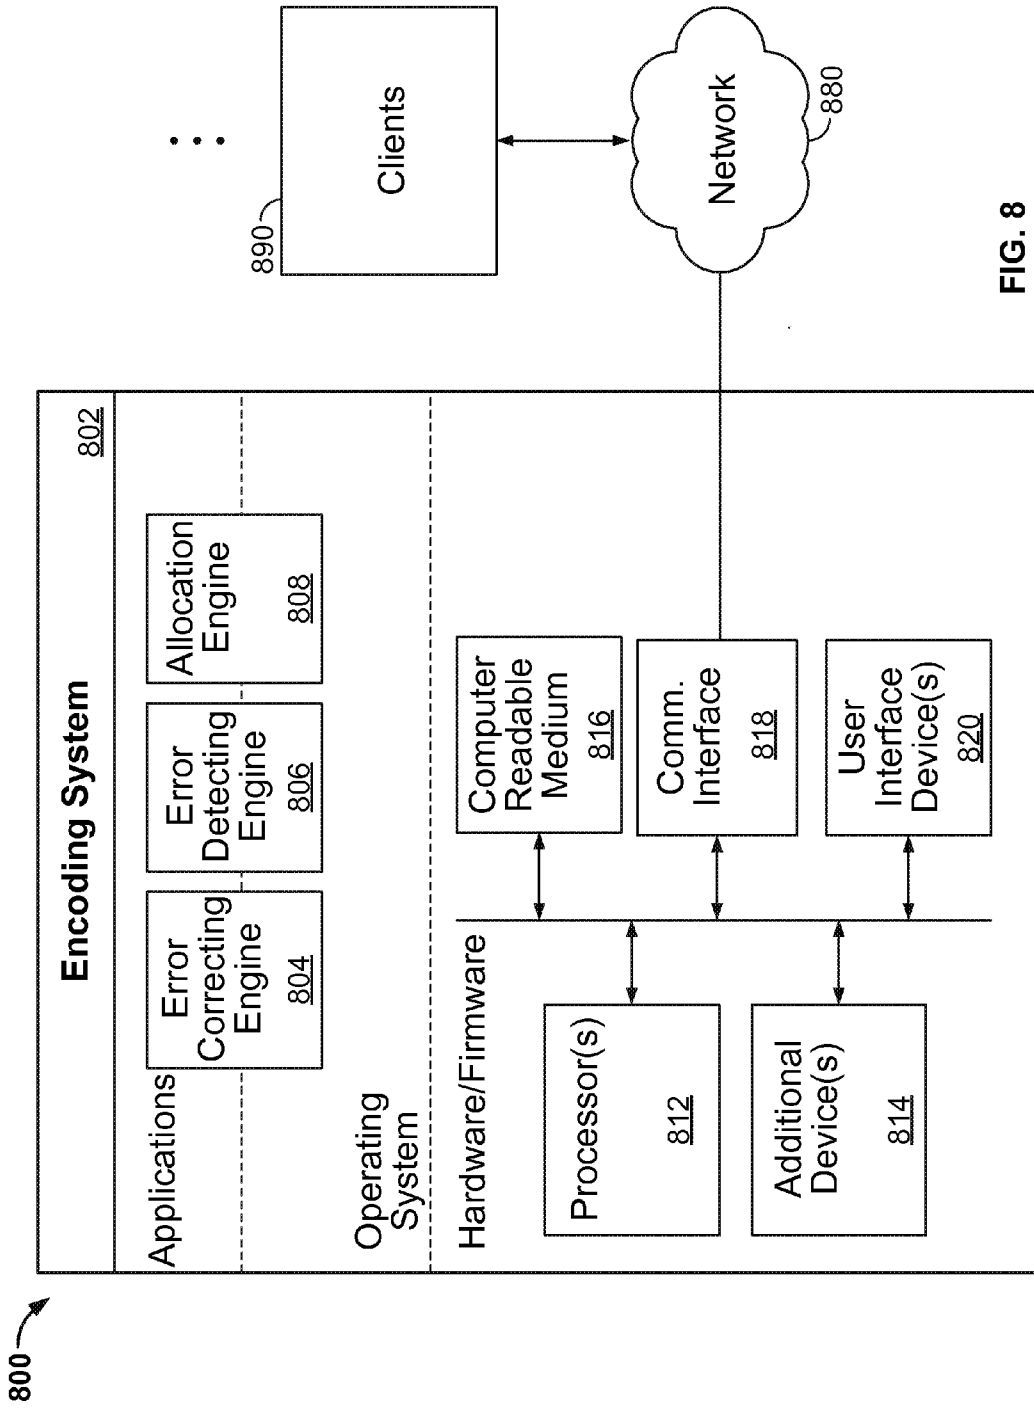 800
Encoding System
802
Applications
Error
Correcting
Engine
804
Error
Detecting
Engine
806
Allocation
Engine
808
Operating
System
Hardware/Firmware
Processor(s)
812
Additional
Device(s)
814
Computer
Readable
Medium
816
Comm.
Interface
818
User
Interface
Device(s)
820
890
Clients
Network
880
FIG. 8